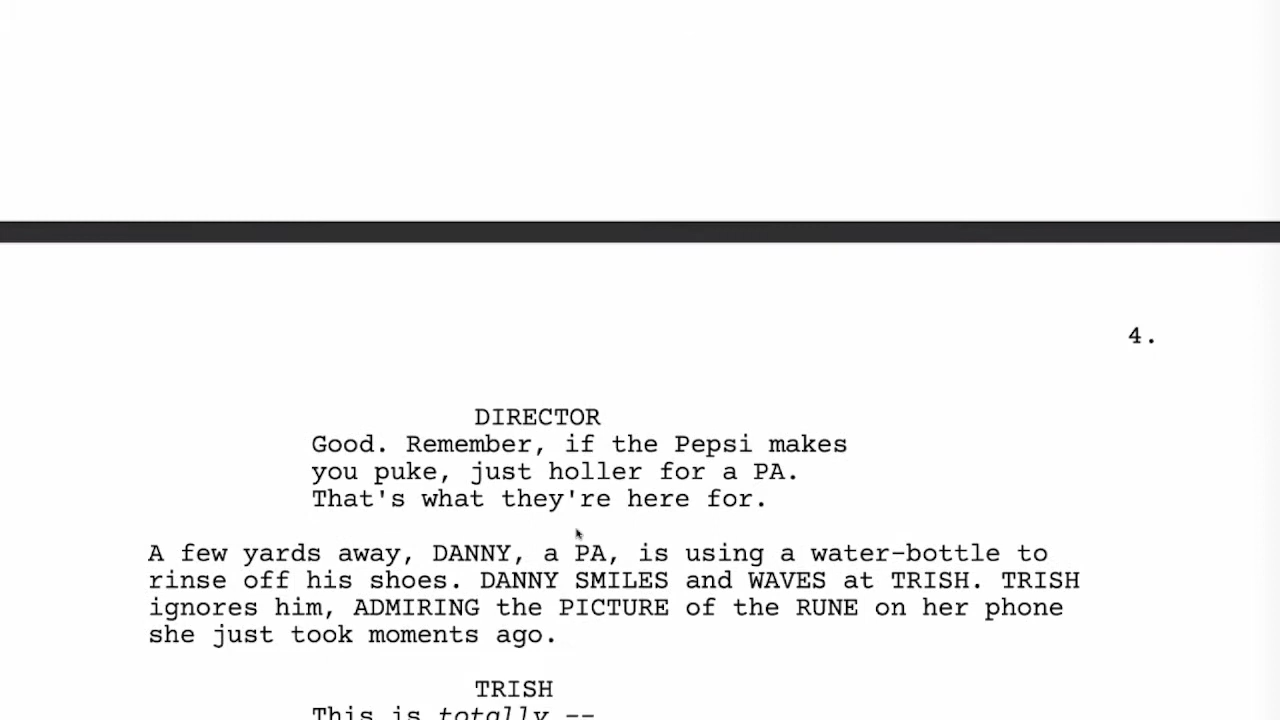 4.
DIRECTOR
Good. Remember, if the Pepsi makes
you puke, just holler for a PA.
That's what they're here for.
A few yards away, DANNY, a PA, is using a water-bottle to
rinse off his shoes. DANNY SMILES and WAVES at TRISH. TRISH
ignores him, ADMIRING the PICTURE of the RUNE on her phone
she just took moments ago.
TRISH
This is totally --